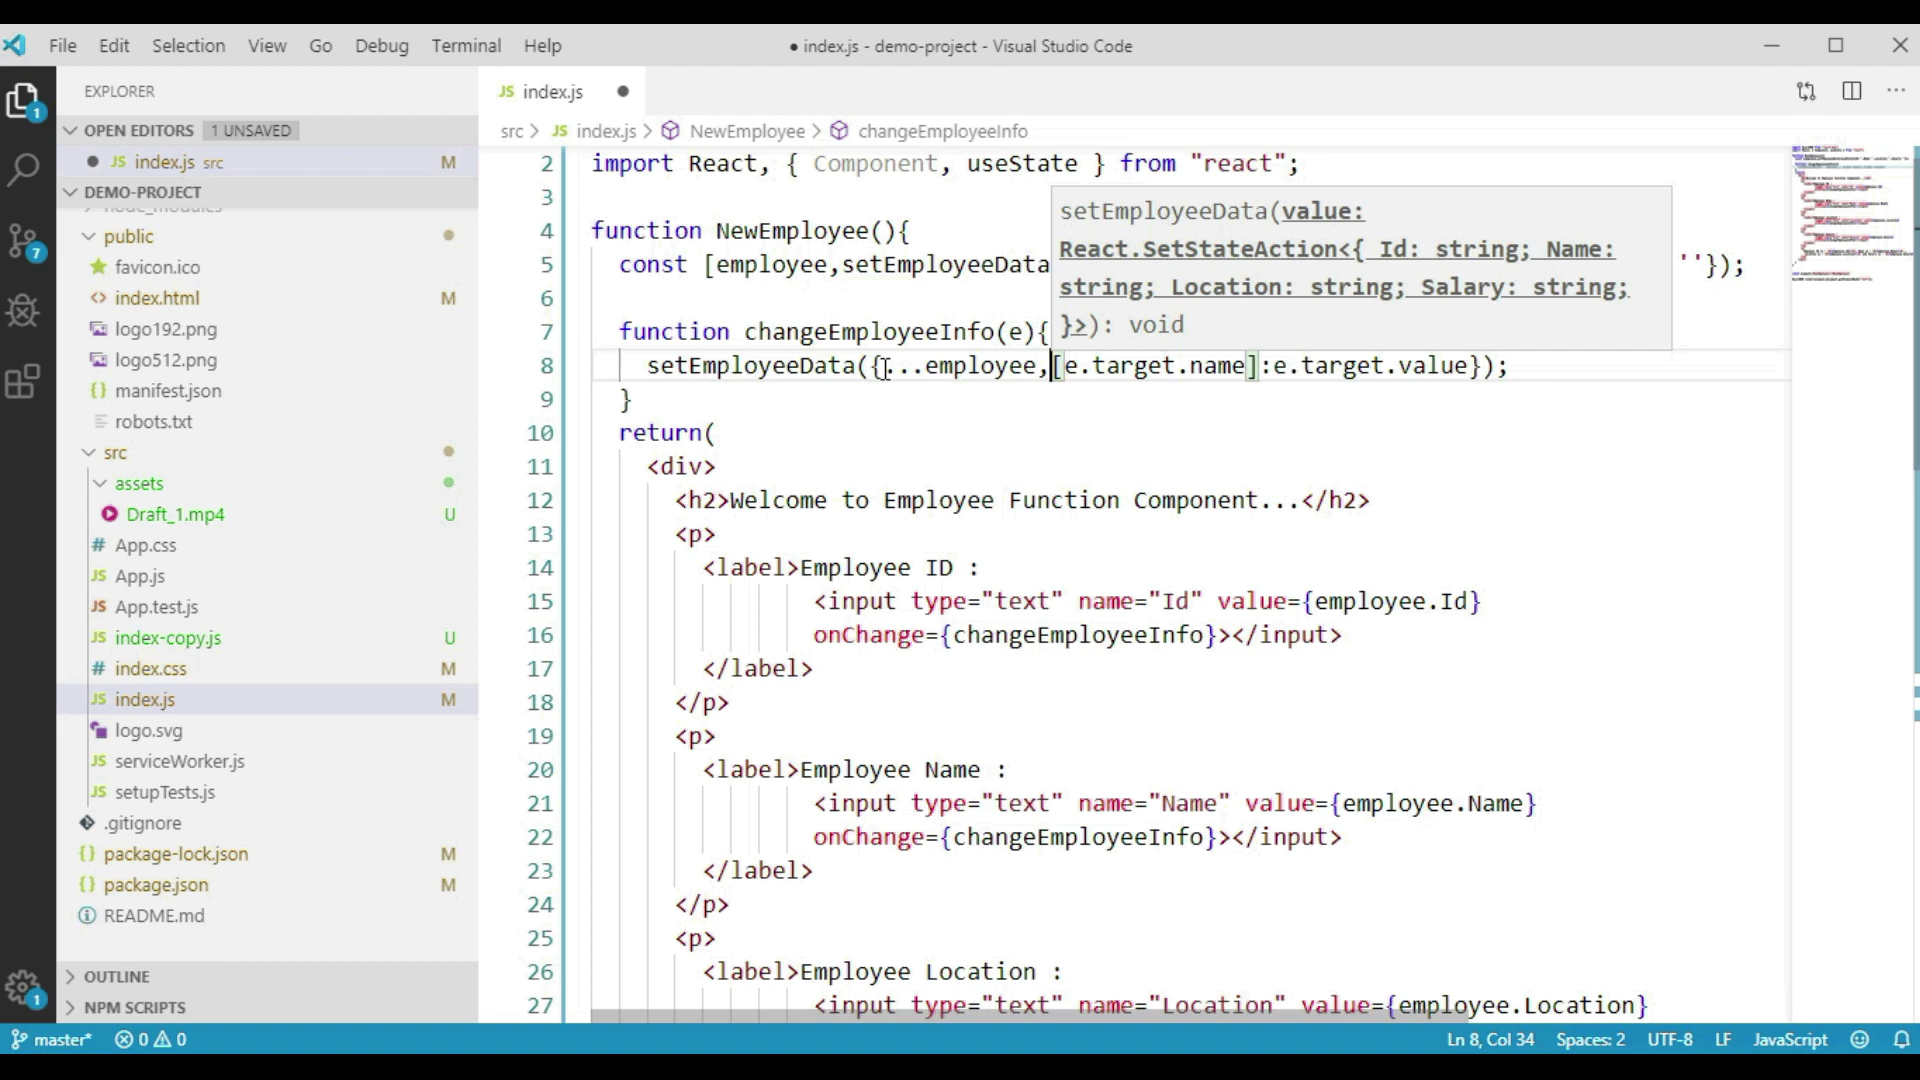 File Edit Selection View Go Debug Terminal Help
● index.js - demo-project - Visual Studio Code
EXPLORER
JS index.js
OPEN EDITORS 1 UNSAVED
src > JS index.js > NewEmployee > changeEmployeeInfo
JS index.js src M
DEMO-PROJECT
node_modules
public
favicon.ico
index.html M
logo192.png
logo512.png
manifest.json
robots.txt
src
assets
Draft_1.mp4 U
# App.css
JS App.js
JS App.test.js
JS index-copy.js U
# index.css M
JS index.js M
logo.svg
JS serviceWorker.js
JS setupTests.js
.gitignore
{} package-lock.json M
{} package.json M
README.md
OUTLINE
NPM SCRIPTS
1
7
1
2 import React, { Component, useState } from "react";
3
4 function NewEmployee(){
5 const [employee,setEmployeeData ''});
6
7 function changeEmployeeInfo(e){
8 setEmployeeData({...employee,[e.target.name]:e.target.value});
9 }
10 return(
11 <div>
12 <h2>Welcome to Employee Function Component...</h2>
13 <p>
14 <label>Employee ID :
15 <input type="text" name="Id" value={employee.Id}
16 onChange={changeEmployeeInfo}></input>
17 </label>
18 </p>
19 <p>
20 <label>Employee Name :
21 <input type="text" name="Name" value={employee.Name}
22 onChange={changeEmployeeInfo}></input>
23 </label>
24 </p>
25 <p>
26 <label>Employee Location :
27 <input type="text" name="Location" value={employee.Location}
setEmployeeData(value:
React.SetStateAction<{ Id: string; Name:
string; Location: string; Salary: string;
}>): void
master* 0 0
Ln 8, Col 34 Spaces: 2 UTF-8 LF JavaScript